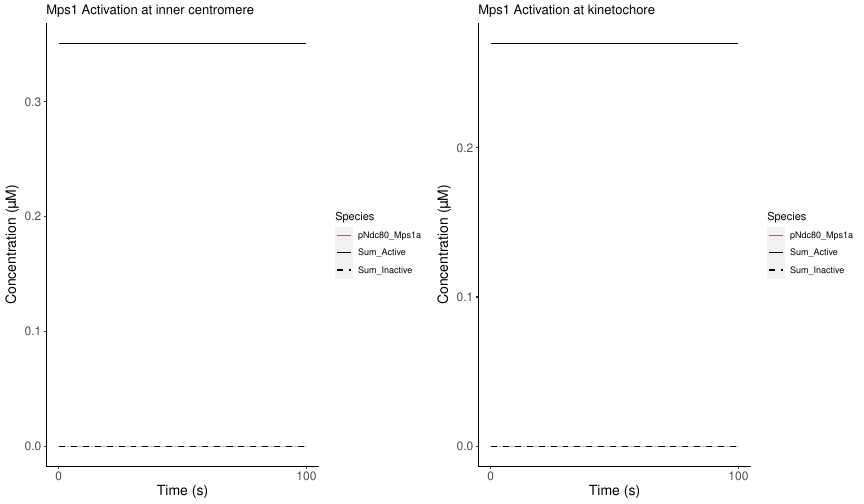 Mps1 Activation at inner centromere
Concentration (µM)
0.3
0.2
0.1
0.0
0
100
Time (s)
Species
pNdc80_Mps1a
Sum_Active
Sum_Inactive
Mps1 Activation at kinetochore
Concentration (µM)
0.2
0.1
0.0
0
100
Time (s)
Species
pNdc80_Mps1a
Sum_Active
Sum_Inactive